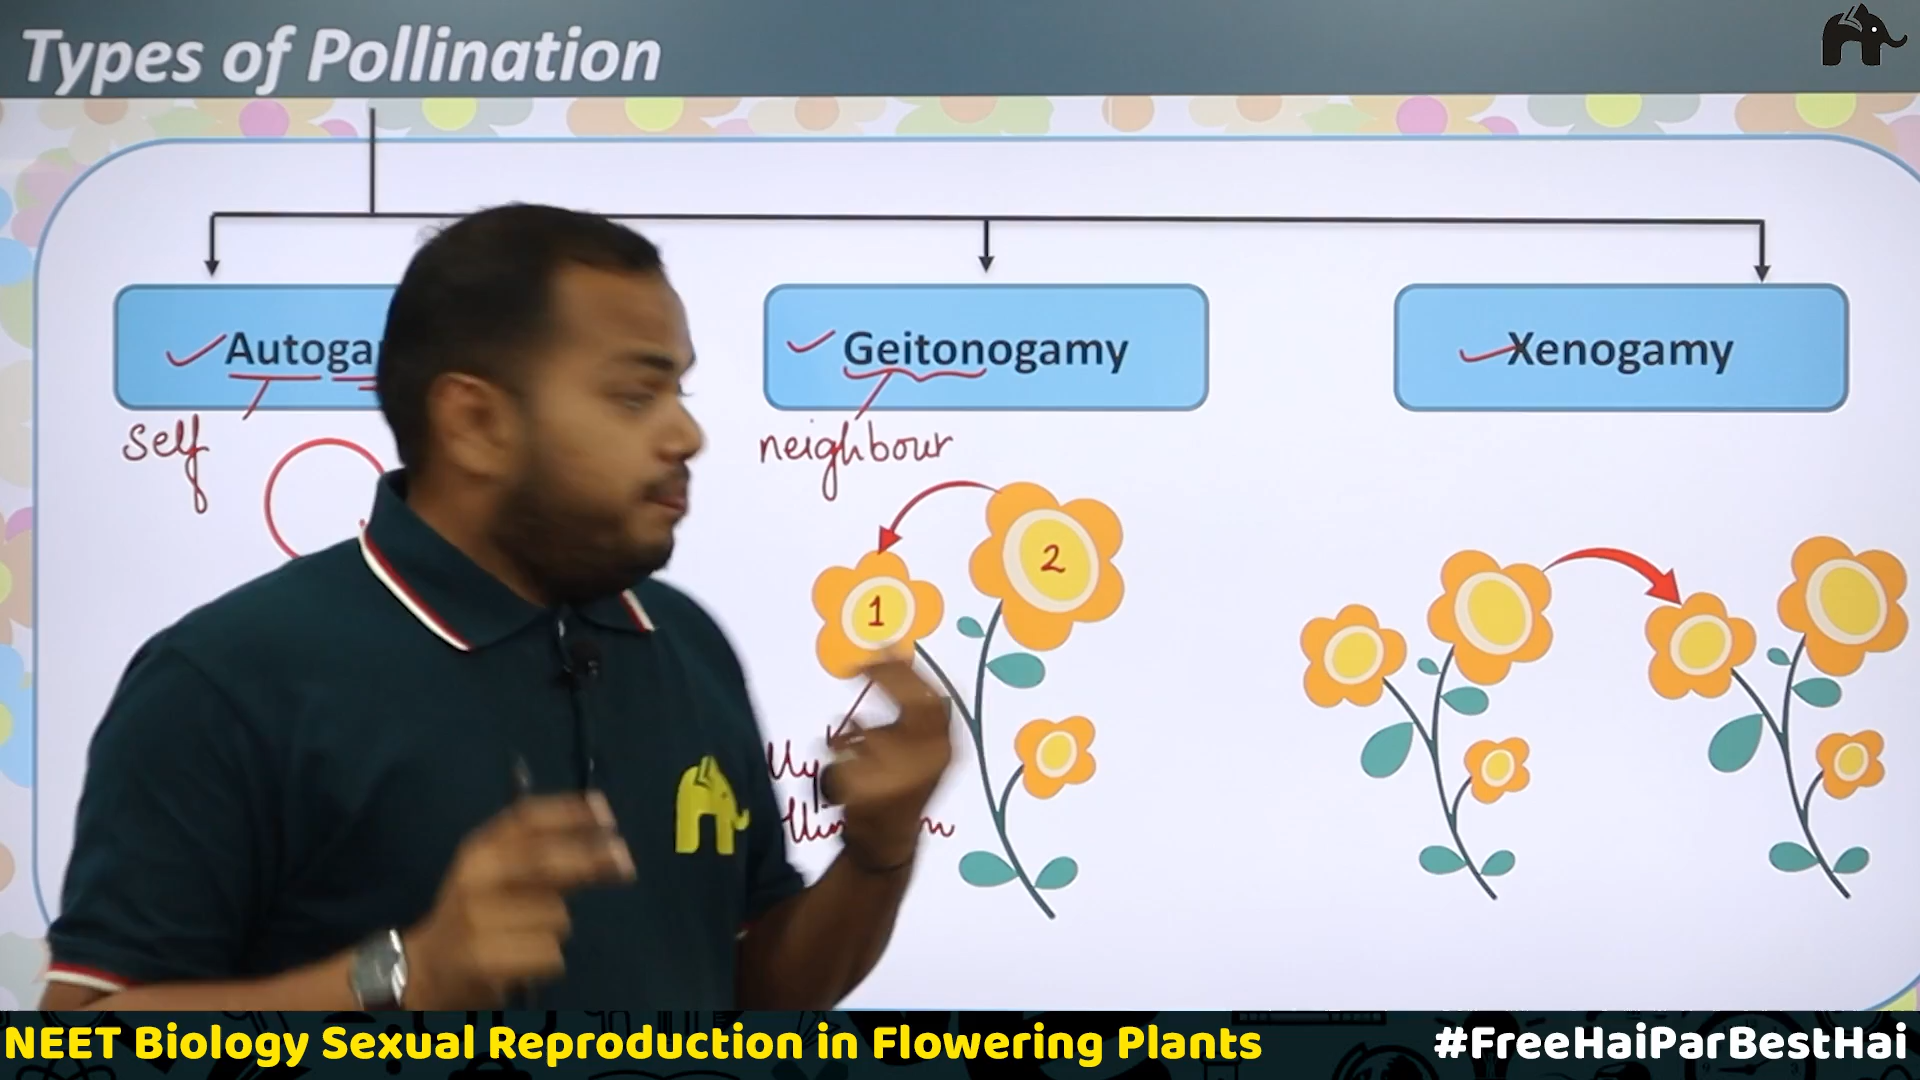 Types of Pollination
Autoga
Geitonogamy
Xenogamy
self
neighbour
2
1
NEET Biology Sexual Reproduction in Flowering Plants
#FreeHaiParBestHai